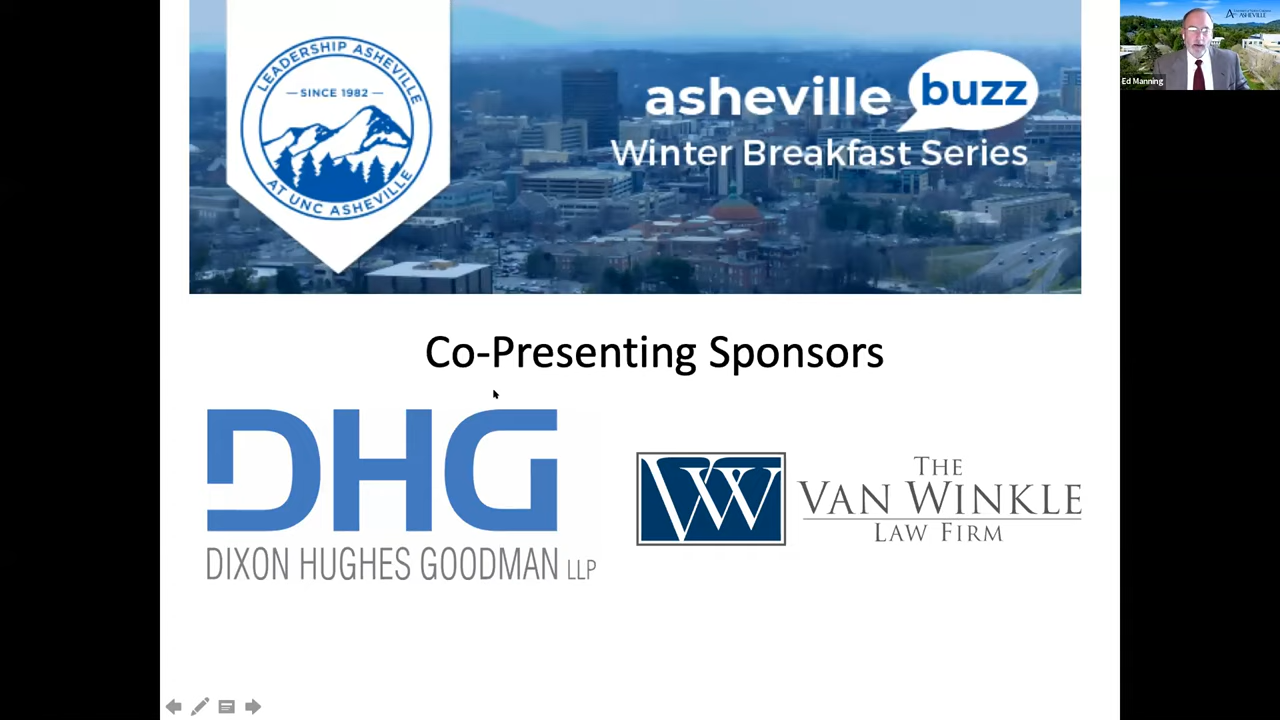 LEADERSHIP ASHEVILLE
— SINCE 1982 —
AT UNC ASHEVILLE
asheville buzz
Winter Breakfast Series
ASHEVILLE
Ed Manning
Co-Presenting Sponsors
DHG
DIXON HUGHES GOODMAN LLP
VW
THE
VAN WINKLE
LAW FIRM